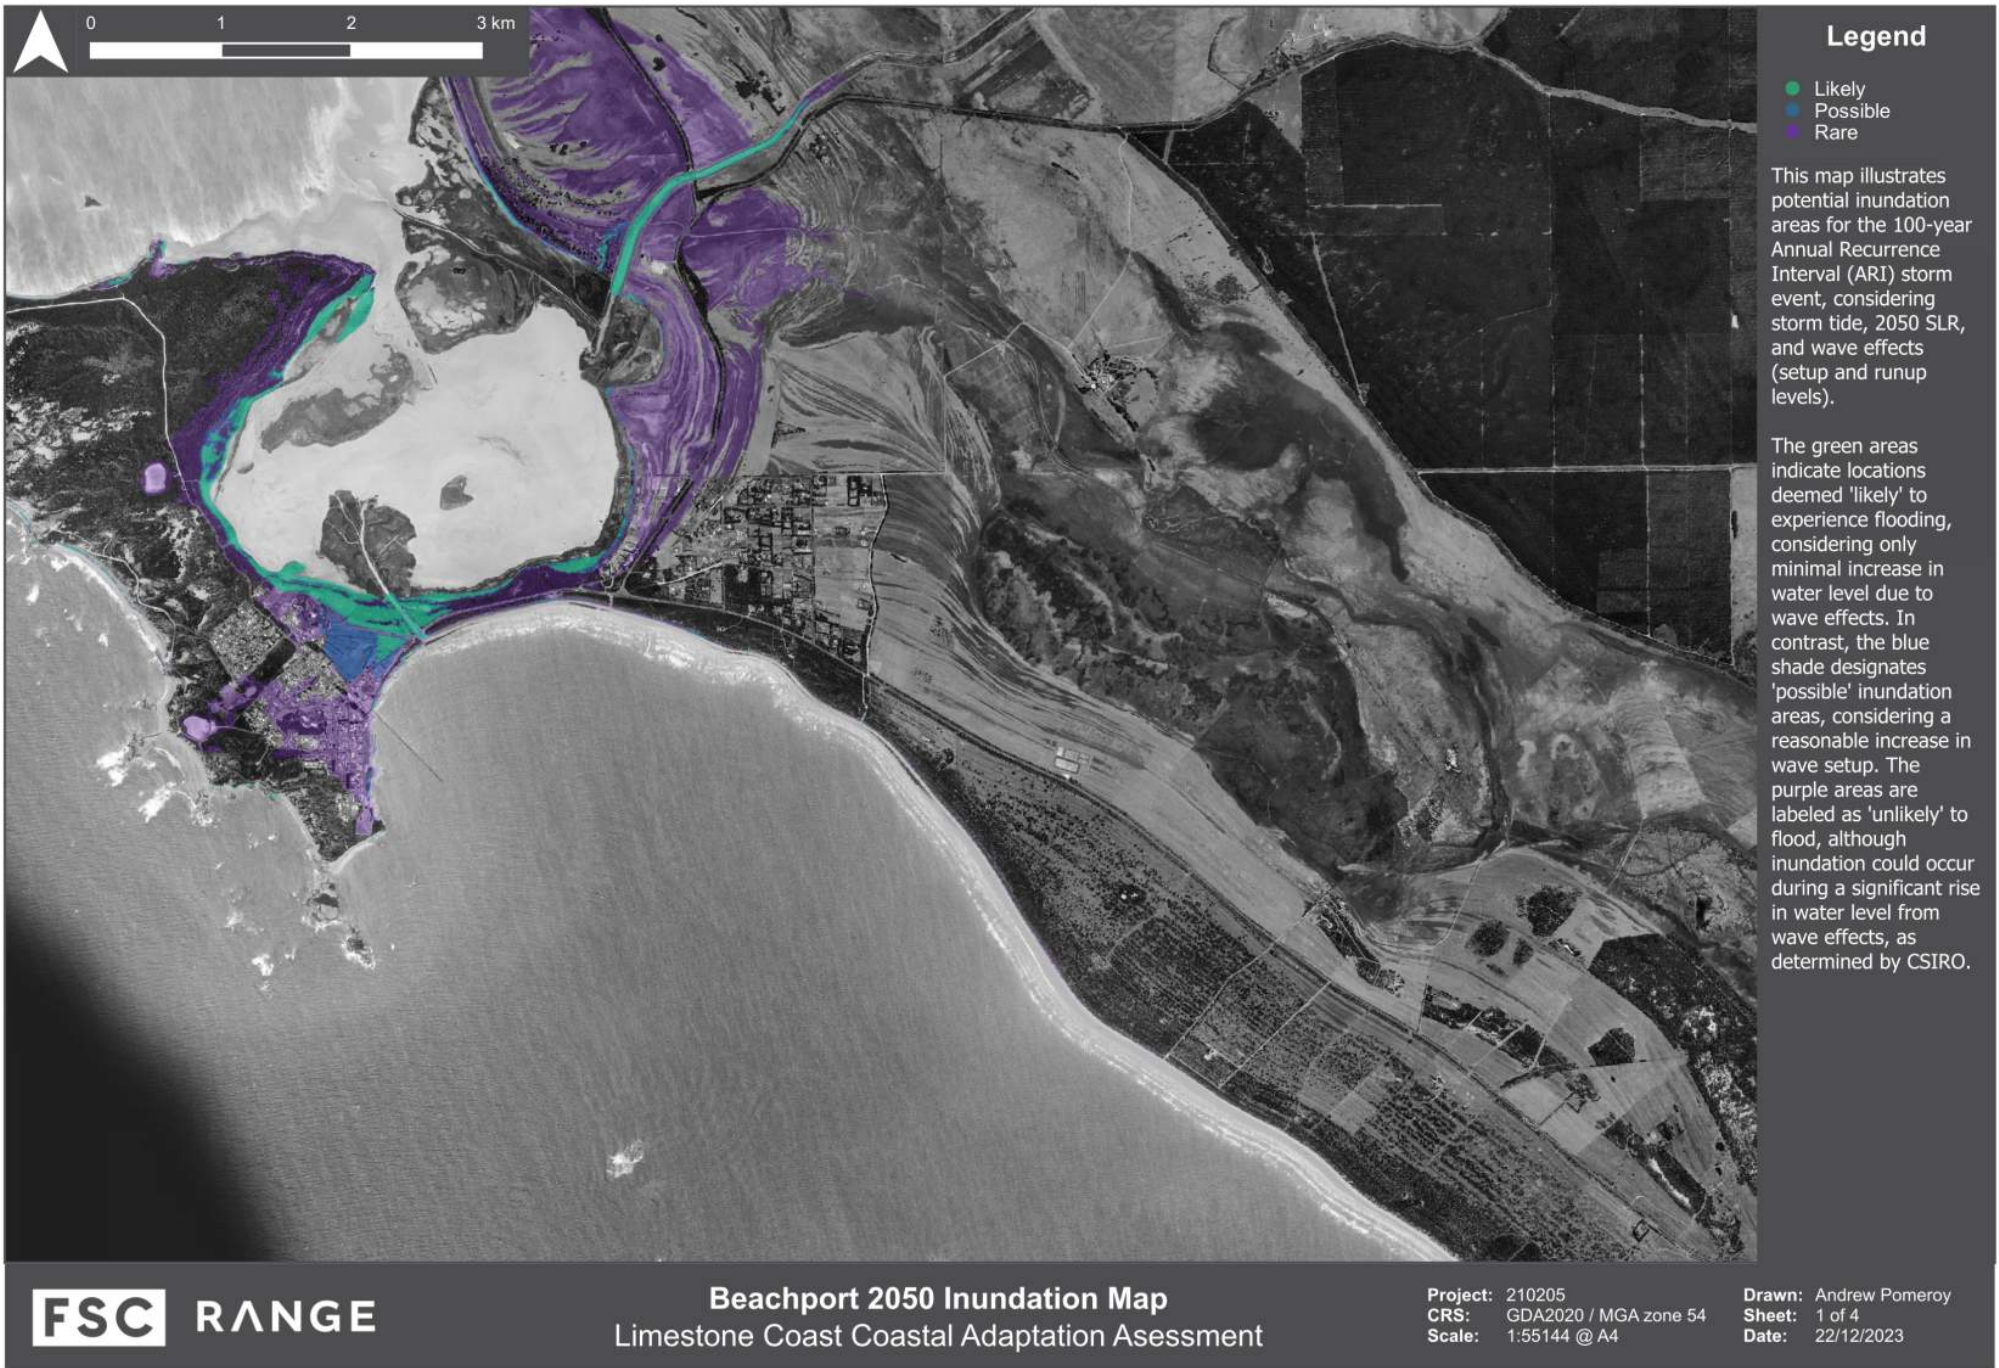 0 1 2 3 km
Legend
Likely
Possible
Rare
This map illustrates
potential inundation
areas for the 100-year
Annual Recurrence
Interval (ARI) storm
event, considering
storm tide, 2050 SLR,
and wave effects
(setup and runup
levels).
The green areas
indicate locations
deemed 'likely' to
experience flooding,
considering only
minimal increase in
water level due to
wave effects. In
contrast, the blue
shade designates
'possible' inundation
areas, considering a
reasonable increase in
wave setup. The
purple areas are
labeled as 'unlikely' to
flood, although
inundation could occur
during a significant rise
in water level from
wave effects, as
determined by CSIRO.
FSC RANGE
Beachport 2050 Inundation Map
Limestone Coast Coastal Adaptation Asessment
Project: 210205
CRS: GDA2020 / MGA zone 54
Scale: 1:55144 @ A4
Drawn: Andrew Pomeroy
Sheet: 1 of 4
Date: 22/12/2023